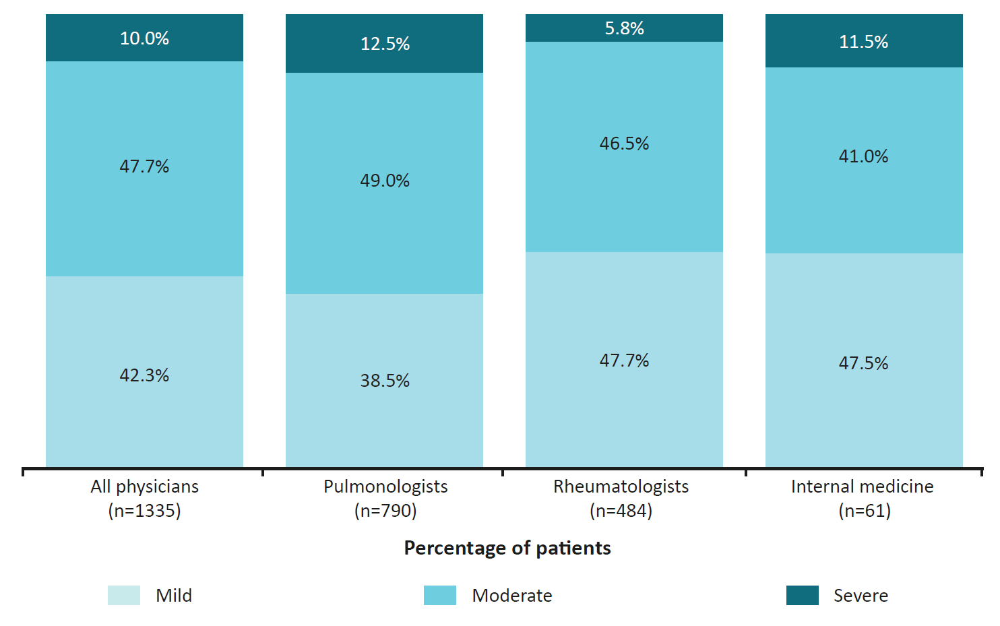 10.0%
12.5%
5.8%
11.5%
47.7%
49.0%
46.5%
41.0%
42.3%
38.5%
47.7%
47.5%
All physicians
(n=1335)
Pulmonologists
(n=790)
Rheumatologists
(n=484)
Internal medicine
(n=61)
Percentage of patients
Mild
Moderate
Severe